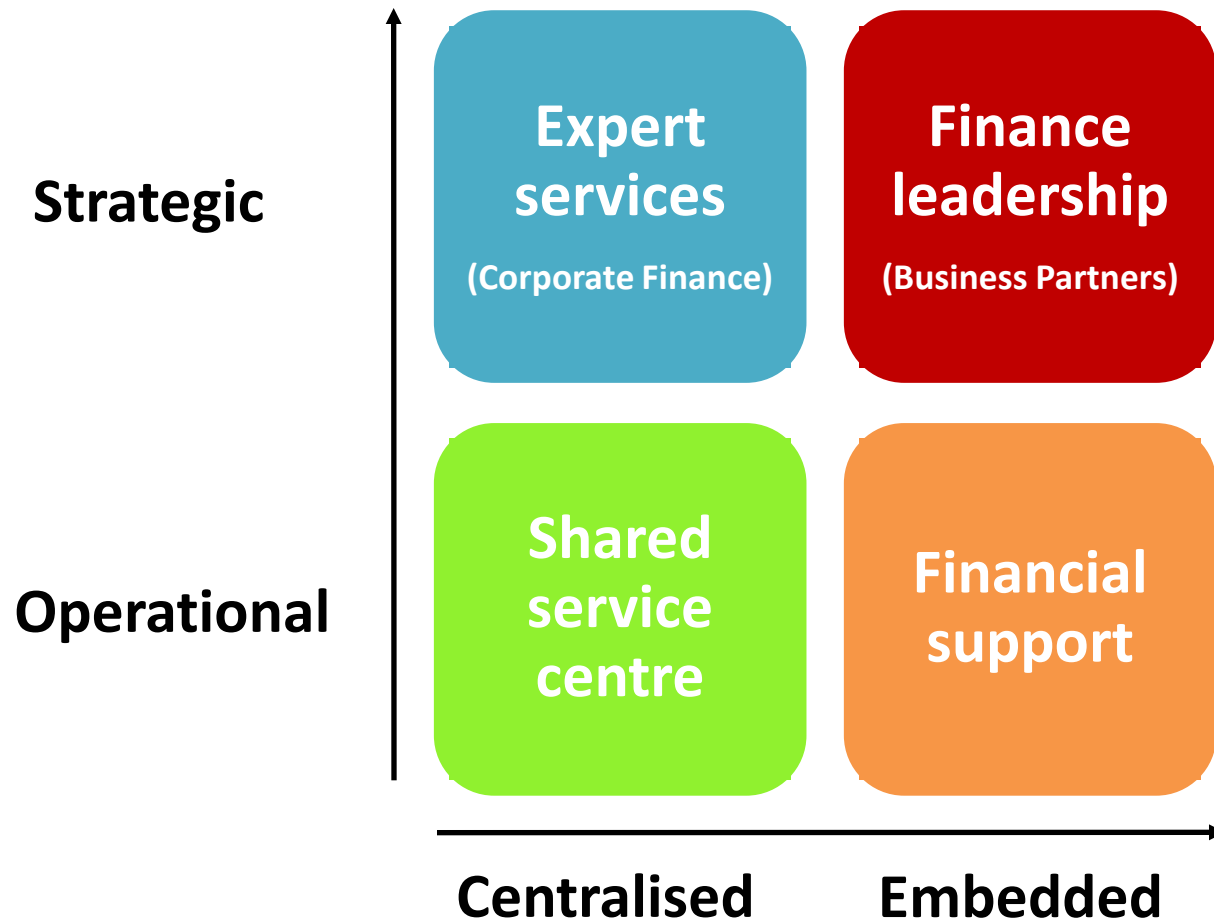 Strategic
Expert
services
(Corporate Finance)
Finance
leadership
(Business Partners)
Operational
Shared
service
centre
Financial
support
Centralised
Embedded